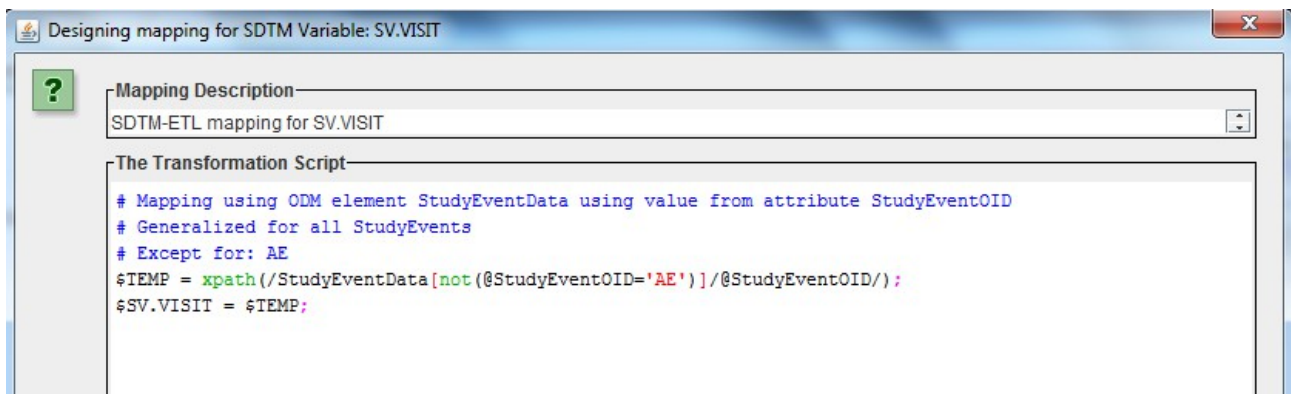 Designing mapping for SDTM Variable: SV.VISIT
X
?
Mapping Description
SDTM-ETL mapping for SV.VISIT
The Transformation Script
# Mapping using ODM element StudyEventData using value from attribute StudyEventOID
# Generalized for all StudyEvents
# Except for: AE
$TEMP = xpath(/StudyEventData[not(@StudyEventOID='AE')]/@StudyEventOID/);
$SV.VISIT = $TEMP;